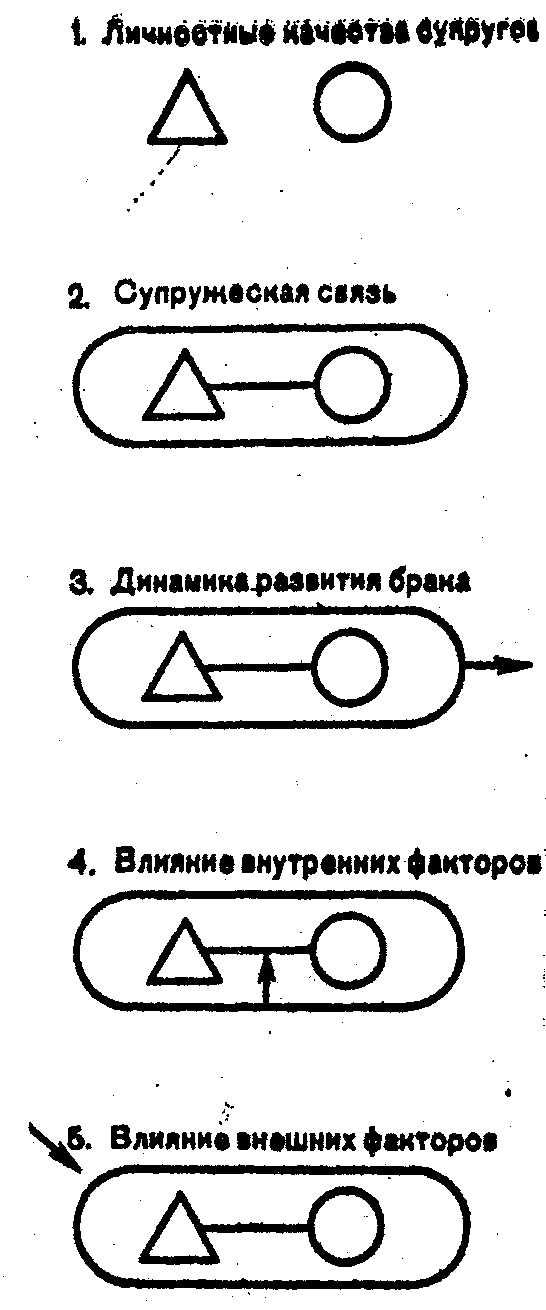 1. Личностные качества супругов
2. Супружеская связь
3. Динамика развития брака
4. Влияние внутренних факторов
5. Влияние внешних факторов